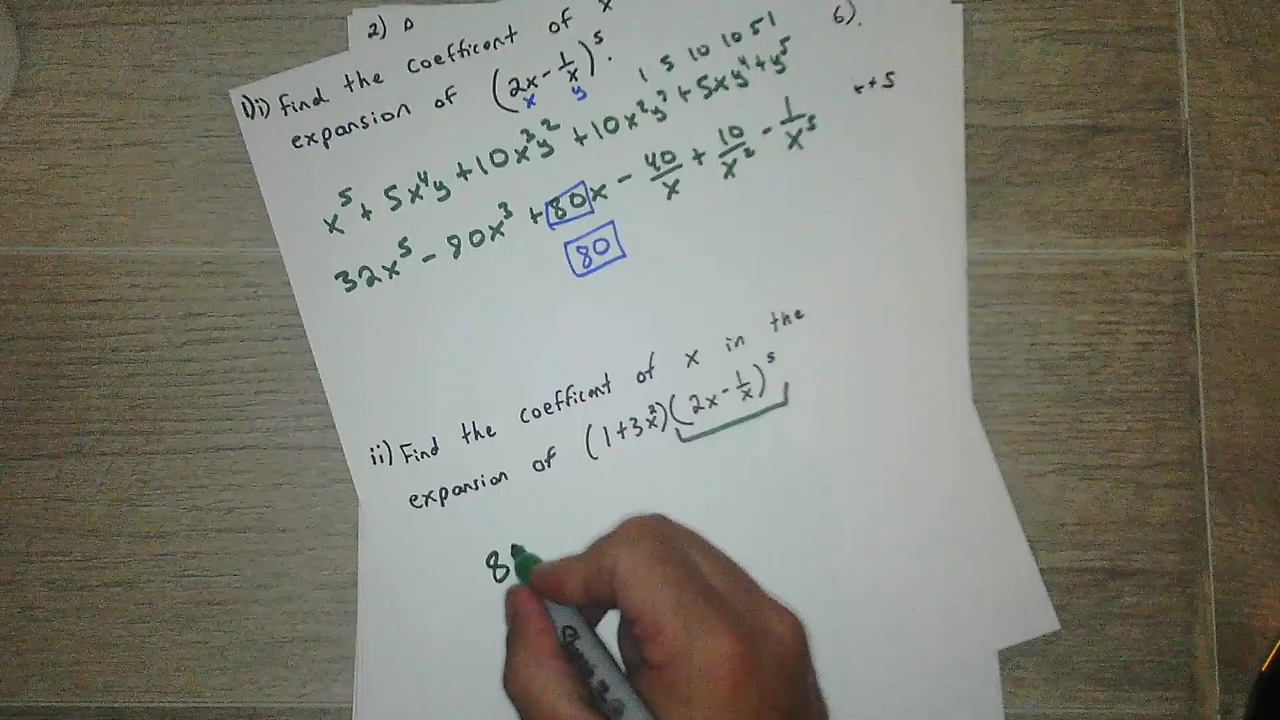 2)
6).
1)i) Find the coefficent of x
expansion of (2x - 1/x)^5.
x y
1 5 10 10 5 1
x^5 + 5x^4y + 10x^3y^2 + 10x^2y^3 + 5xy^4 + y^5
32x^5 - 80x^3 + 80x - 40/x + 10/x^2 - 1/x^5
80
ii) Find the coefficent of x in the
expansion of (1+3x^2)(2x - 1/x)^5
8